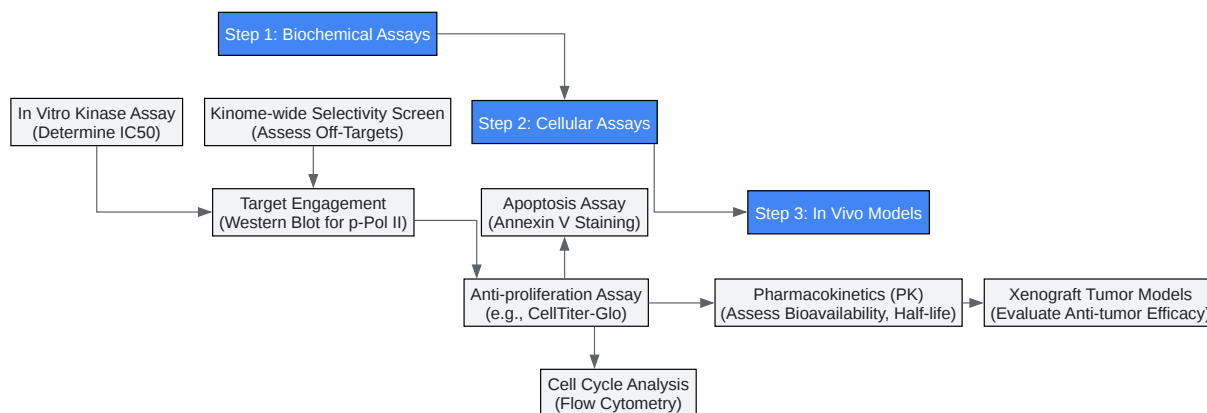 Step 1: Biochemical Assays
In Vitro Kinase Assay
(Determine IC50)
Kinome-wide Selectivity Screen
(Assess Off-Targets)
Step 2: Cellular Assays
Target Engagement
(Western Blot for p-Pol II)
Apoptosis Assay
(Annexin V Staining)
Step 3: In Vivo Models
Anti-proliferation Assay
(e.g., CellTiter-Glo)
Pharmacokinetics (PK)
(Assess Bioavailability, Half-life)
Xenograft Tumor Models
(Evaluate Anti-tumor Efficacy)
Cell Cycle Analysis
(Flow Cytometry)